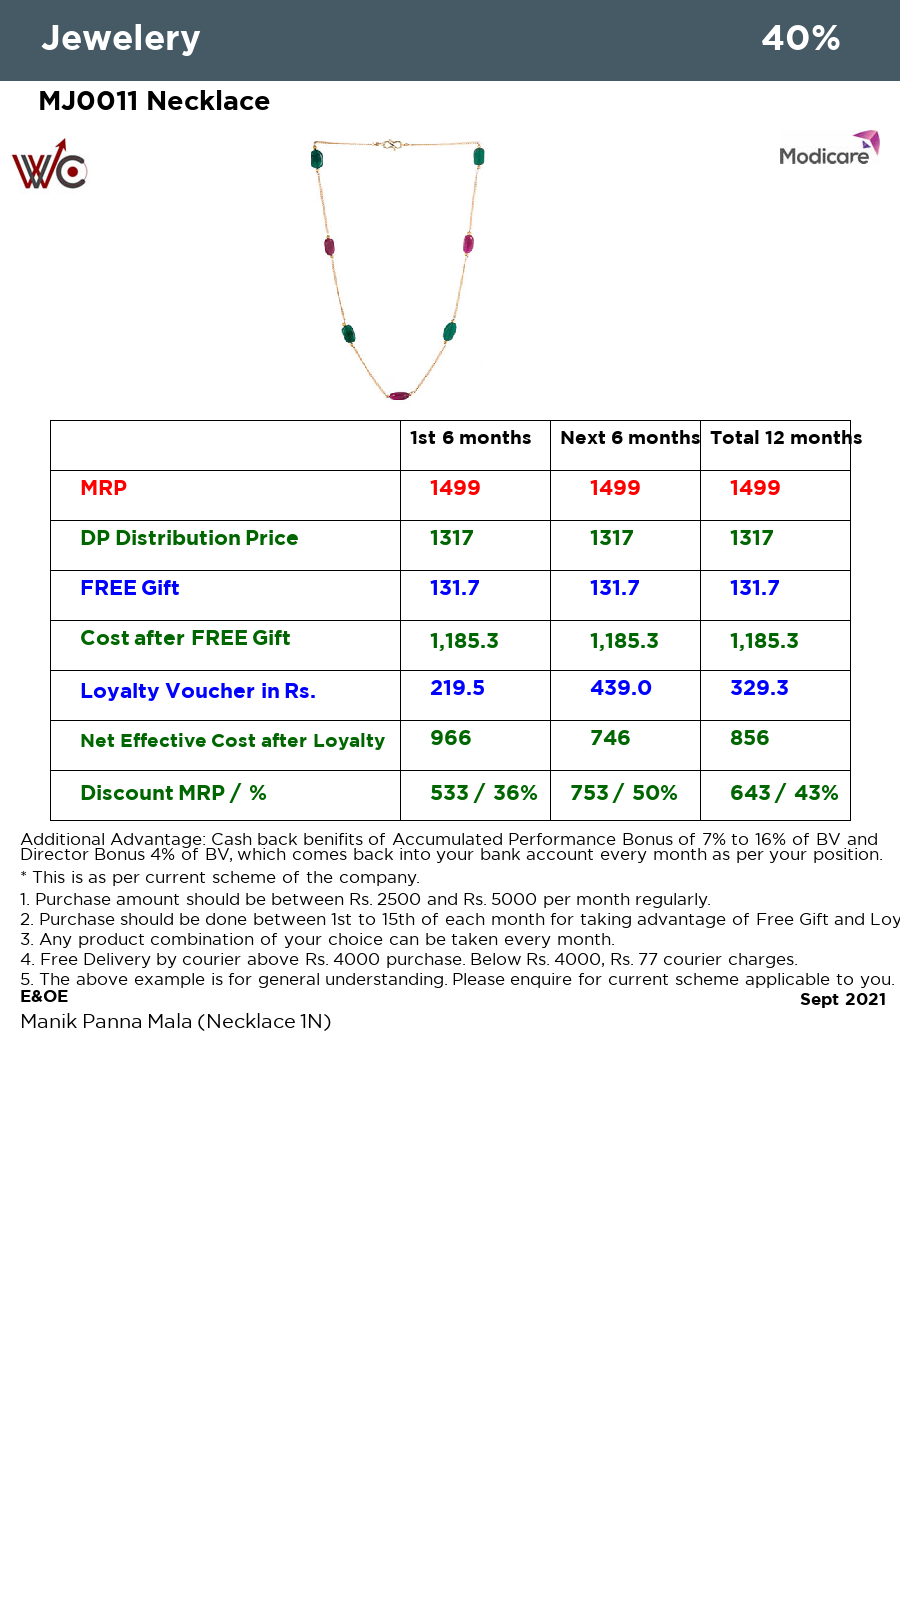 Jewelery 40%
MJ0011 Necklace
WC
Modicare
1st 6 months Next 6 months Total 12 months
MRP 1499 1499 1499
DP Distribution Price 1317 1317 1317
FREE Gift 131.7 131.7 131.7
Cost after FREE Gift 1,185.3 1,185.3 1,185.3
Loyalty Voucher in Rs. 219.5 439.0 329.3
Net Effective Cost after Loyalty 966 746 856
Discount MRP / % 533 / 36% 753 / 50% 643 / 43%
Additional Advantage: Cash back benifits of Accumulated Performance Bonus of 7% to 16% of BV and
Director Bonus 4% of BV, which comes back into your bank account every month as per your position.
* This is as per current scheme of the company.
1. Purchase amount should be between Rs. 2500 and Rs. 5000 per month regularly.
2. Purchase should be done between 1st to 15th of each month for taking advantage of Free Gift and Loy
3. Any product combination of your choice can be taken every month.
4. Free Delivery by courier above Rs. 4000 purchase. Below Rs. 4000, Rs. 77 courier charges.
5. The above example is for general understanding. Please enquire for current scheme applicable to you.
E&OE
Sept 2021
Manik Panna Mala (Necklace 1N)